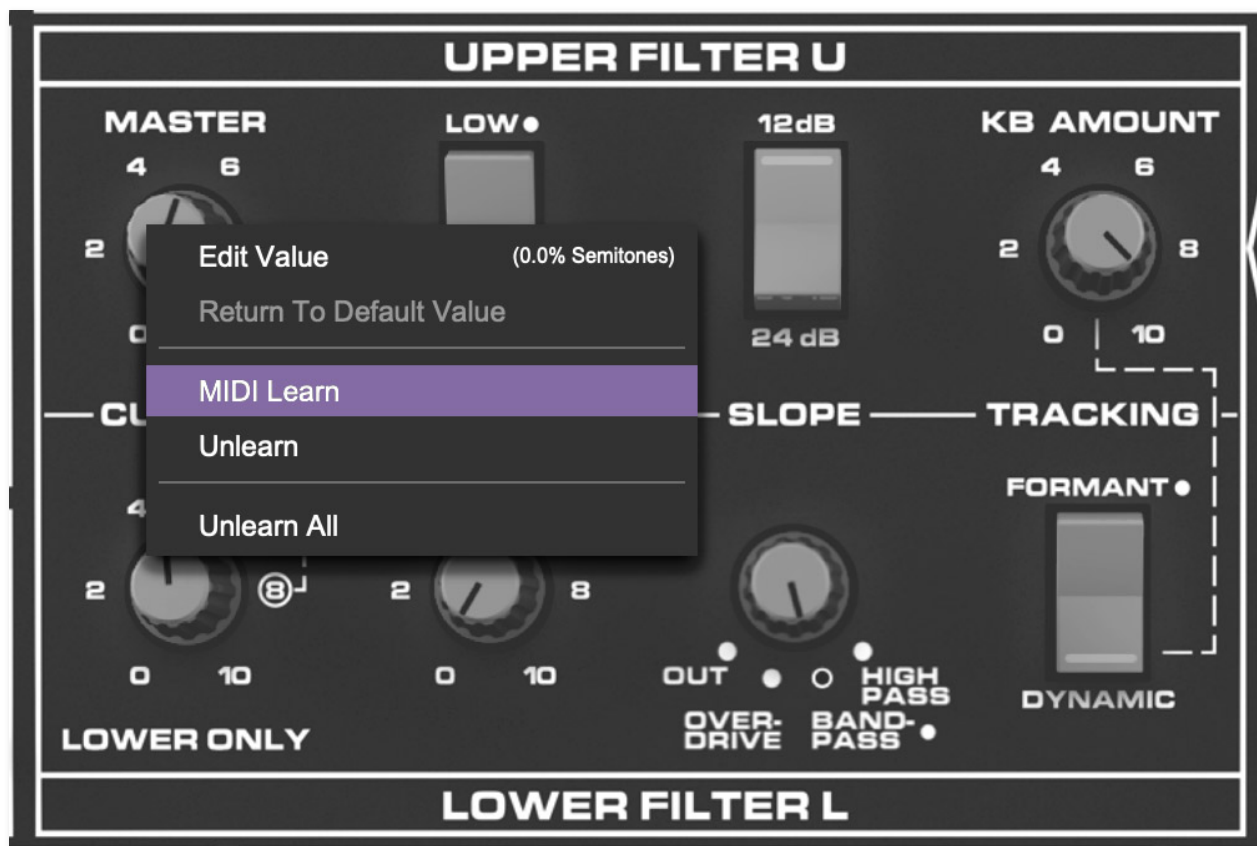 UPPER FILTER U
MASTER
LOW
12dB
KB AMOUNT
4 6
4 6
2
2 8
0
24 dB
0 10
Edit Value (0.0% Semitones)
Return To Default Value
MIDI Learn
Unlearn
Unlearn All
SLOPE
TRACKING
FORMANT
4
2 8
2 8
0 10
0 10
OUT
HIGH
PASS
OVER-
DRIVE
BAND-
PASS
DYNAMIC
LOWER ONLY
LOWER FILTER L